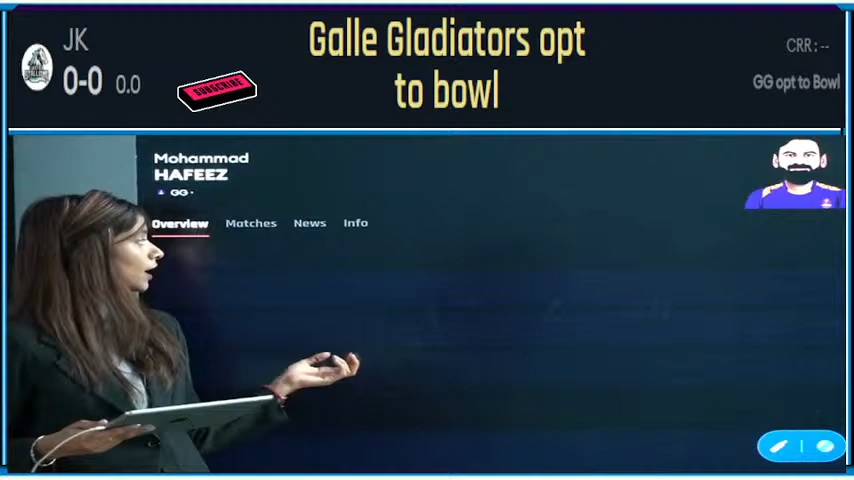 JK
0-0 0.0
SUBSCRIBE
Galle Gladiators opt
to bowl
CRR : --
GG opt to Bowl
Mohammad
HAFEEZ
GG •
Overview Matches News Info